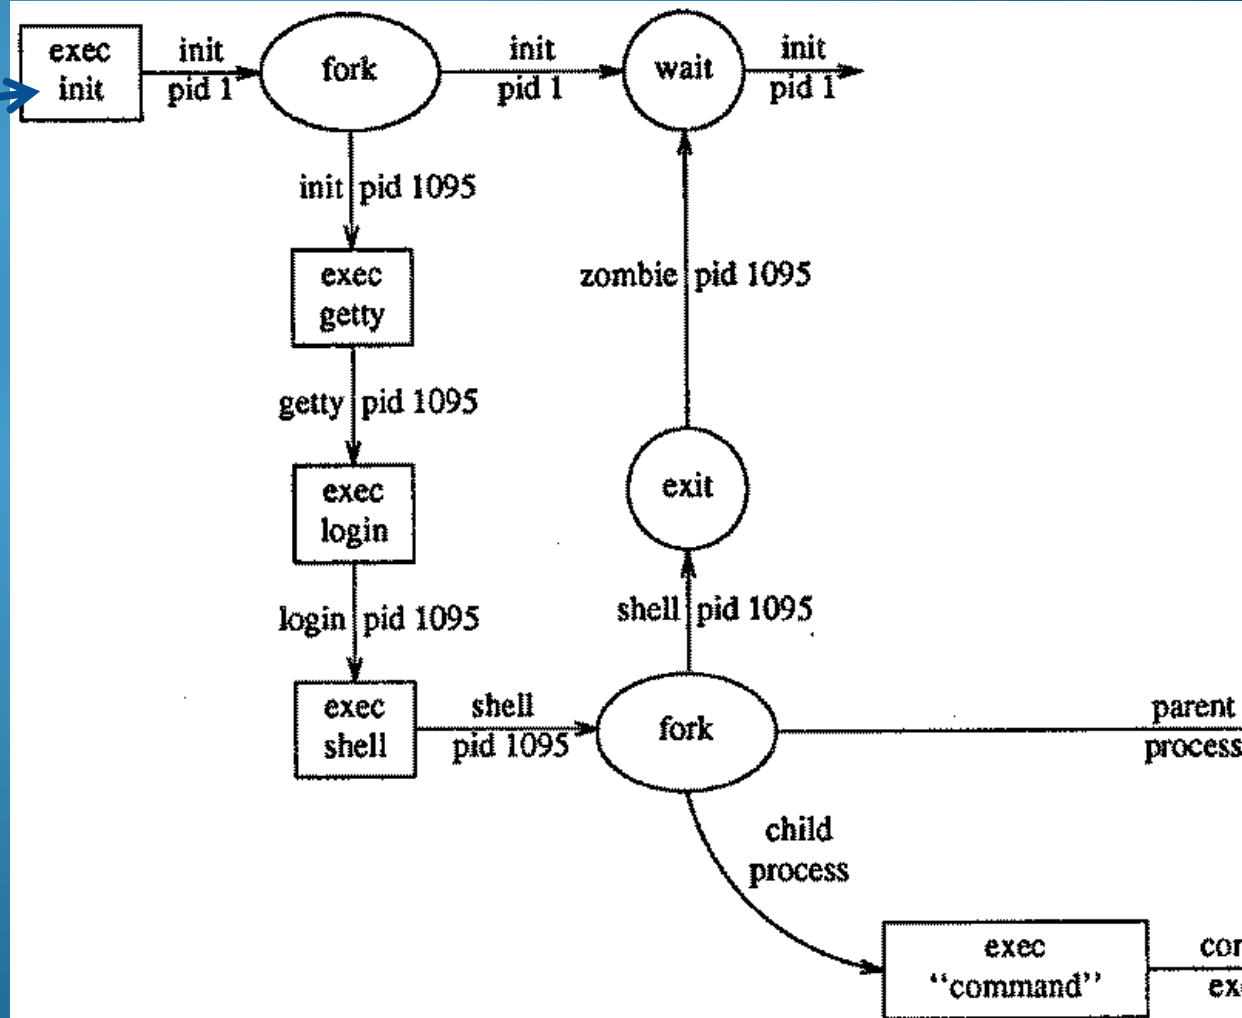 exec
init
init
pid 1
fork
init
pid 1
wait
init
pid 1
init pid 1095
exec
getty
zombie pid 1095
getty pid 1095
exec
login
exit
login pid 1095
shell pid 1095
exec
shell
shell
pid 1095
fork
parent
process
child
process
exec
“command”